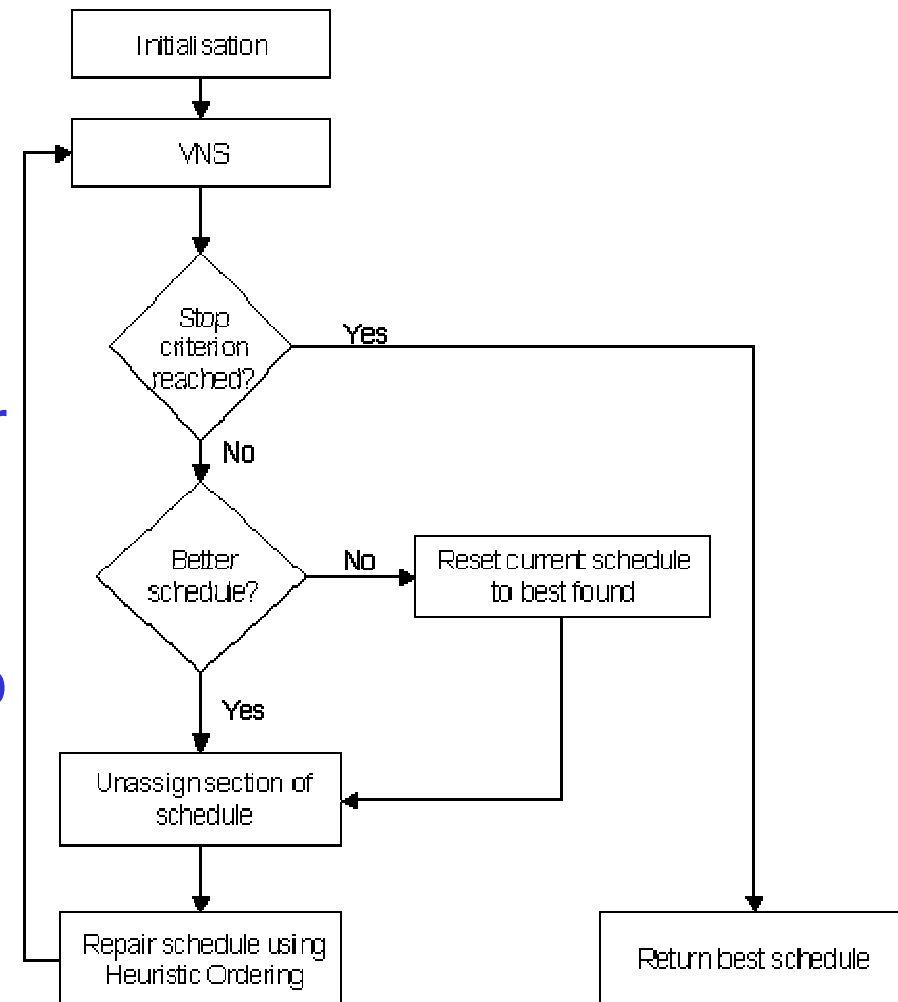 Initialisation
VNS
Stop
criterion
reached?
Yes
No
Better
schedule?
No
Reset current schedule
to best found
Yes
Unassign section of
schedule
Repair schedule using
Heuristic Ordering
Return best schedule